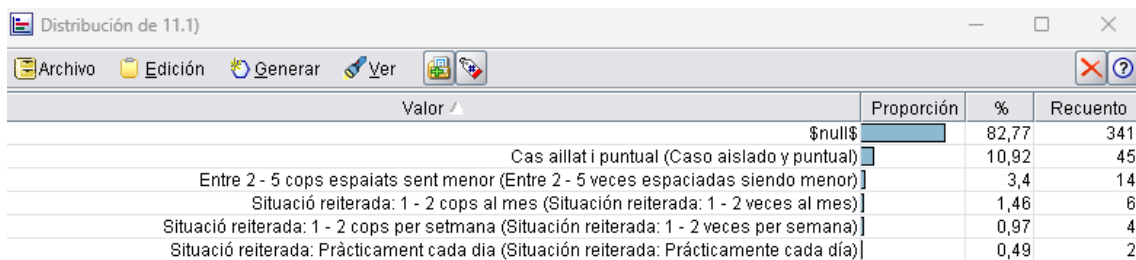 Distribución de 11.1)
Archivo Edición Generar Ver
Valor Proporción % Recuento
$null$ 82,77 341
Cas aillat i puntual (Caso aislado y puntual) 10,92 45
Entre 2 - 5 cops espaiats sent menor (Entre 2 - 5 veces espaciadas siendo menor) 3,4 14
Situació reiterada: 1 - 2 cops al mes (Situación reiterada: 1 - 2 veces al mes) 1,46 6
Situació reiterada: 1 - 2 cops per setmana (Situación reiterada: 1 - 2 veces per semana) 0,97 4
Situació reiterada: Pràcticament cada dia (Situación reiterada: Prácticamente cada día) 0,49 2